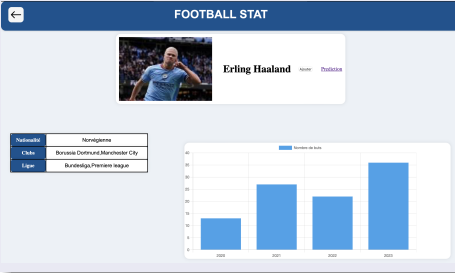 FOOTBALL STAT
Erling Haaland Ajouter Prediction
Nationalité Norvégienne
Clubs Borussia Dortmund,Manchester City
Ligue Bundesliga,Premiere league
Nombre de buts
40
35
30
25
20
15
10
5
0
2020 2021 2022 2023